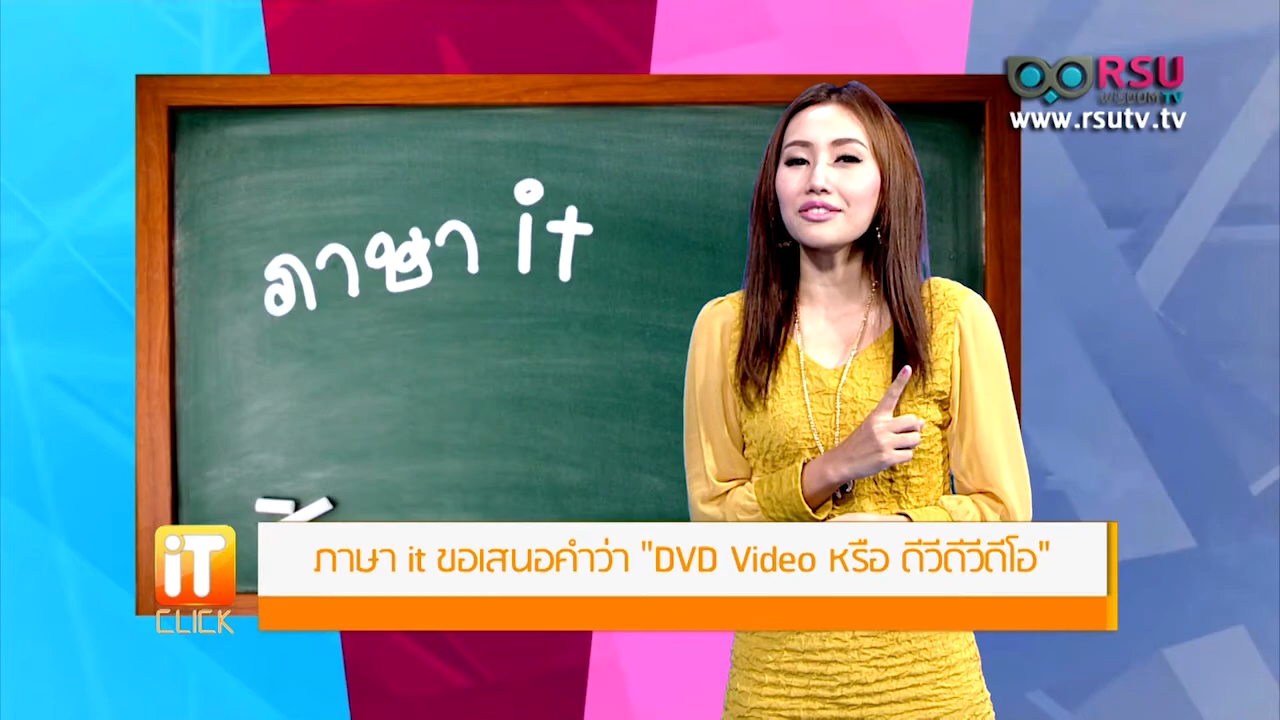 RSU
WISDOM TV
www.rsutv.tv
ภาษา it
iT
CLICK
ภาษา it ขอเสนอคำว่า "DVD Video หรือ ดีวีดีวีดีโอ"